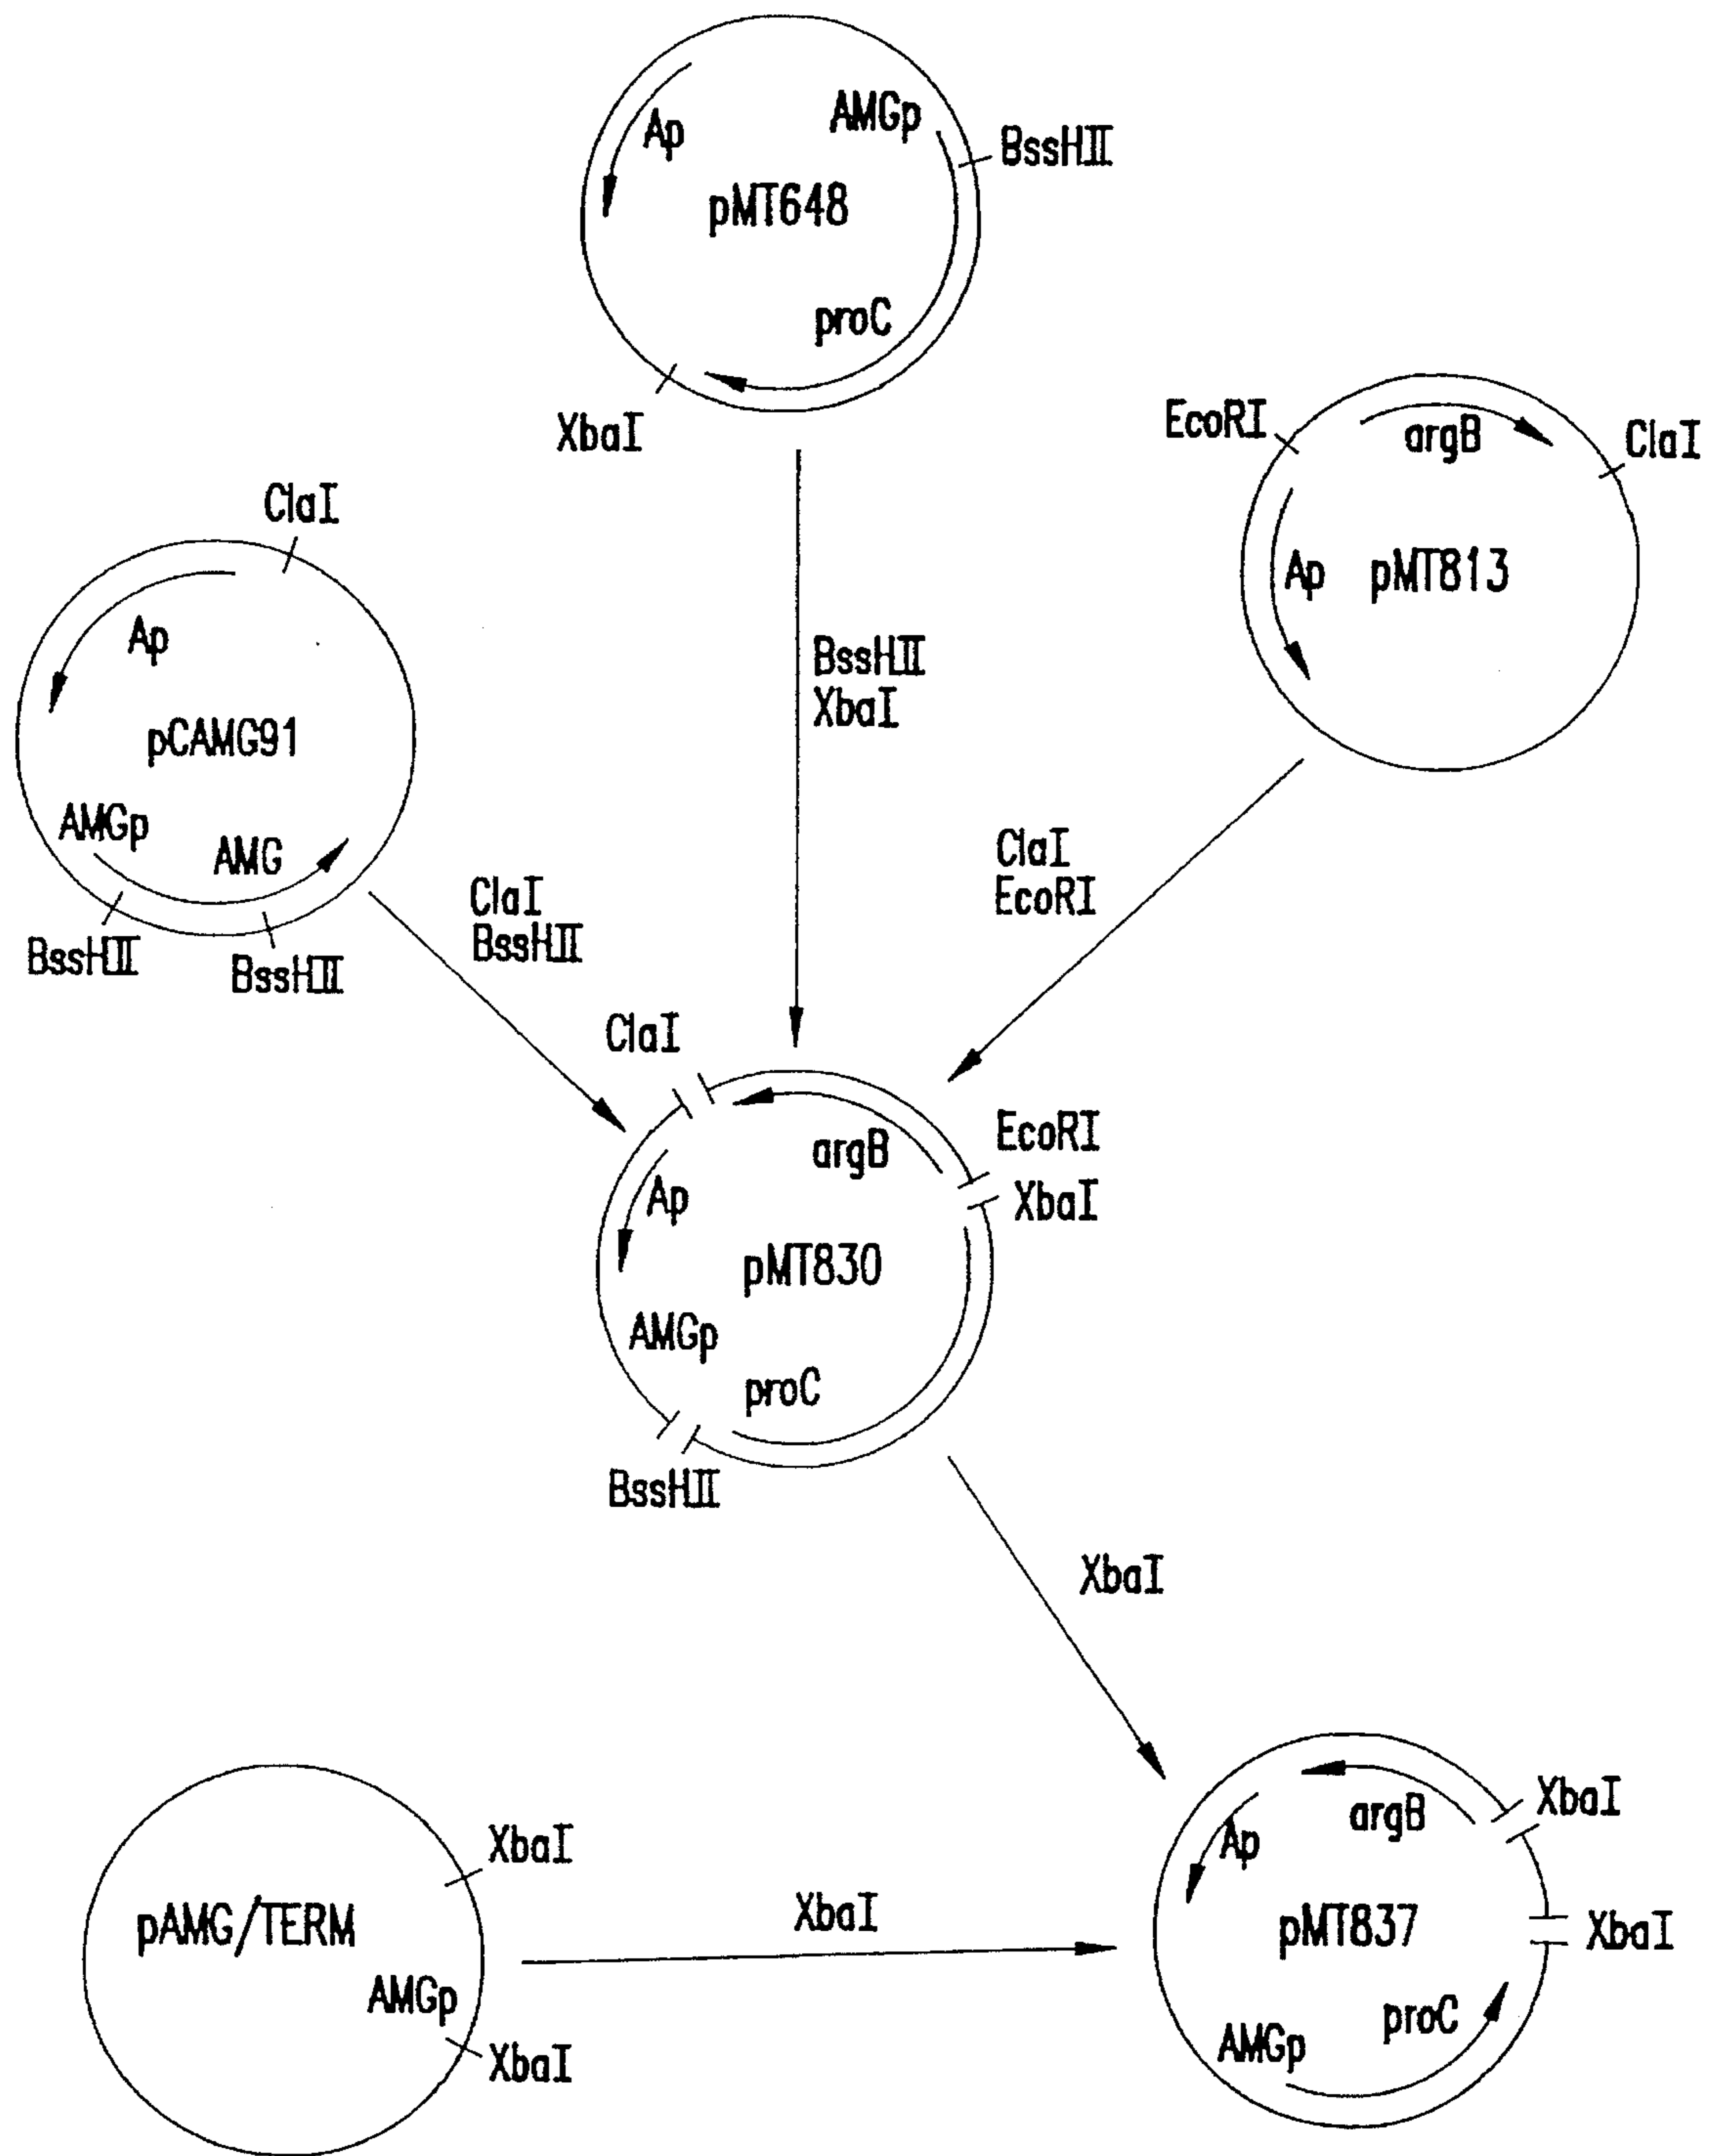 AMGp
Ap
BssHII
pMT648
proC
XbaI
EcoRI
argB
ClaI
Ap
pMT813
ClaI
Ap
pCAMG91
AMGp
AMG
BssHII
BssHII
BssHII
XbaI
ClaI
EcoRI
ClaI
BssHII
ClaI
argB
EcoRI
XbaI
Ap
pMT830
AMGp
proC
BssHII
XbaI
XbaI
pAMG/TERM
AMGp
XbaI
XbaI
XbaI
argB
Ap
pMT837
XbaI
proC
AMGp